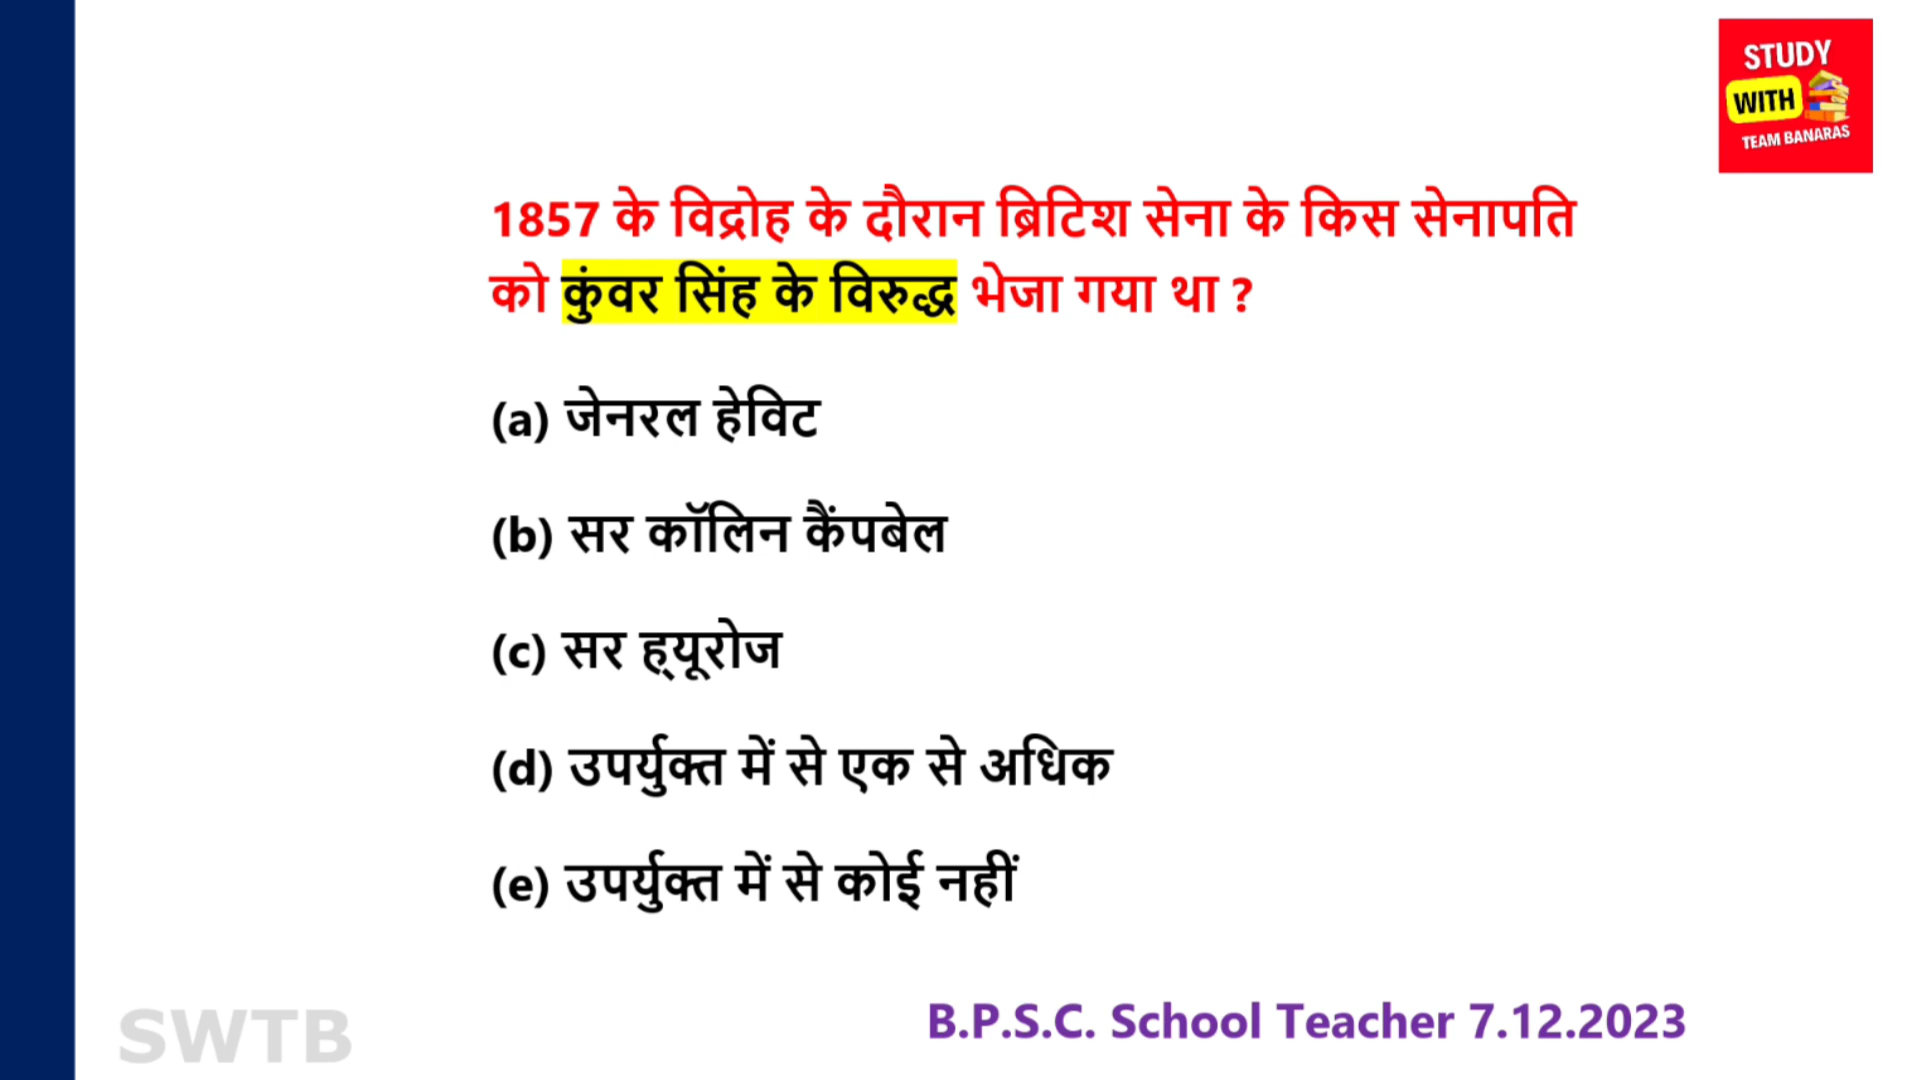 STUDY
WITH
TEAM BANARAS
1857 के विद्रोह के दौरान ब्रिटिश सेना के किस सेनापति
को कुंवर सिंह के विरुद्ध भेजा गया था ?
(a) जेनरल हेविट
(b) सर कॉलिन कैंपबेल
(c) सर ह्यूरोज
(d) उपर्युक्त में से एक से अधिक
(e) उपर्युक्त में से कोई नहीं
SWTB
B.P.S.C. School Teacher 7.12.2023